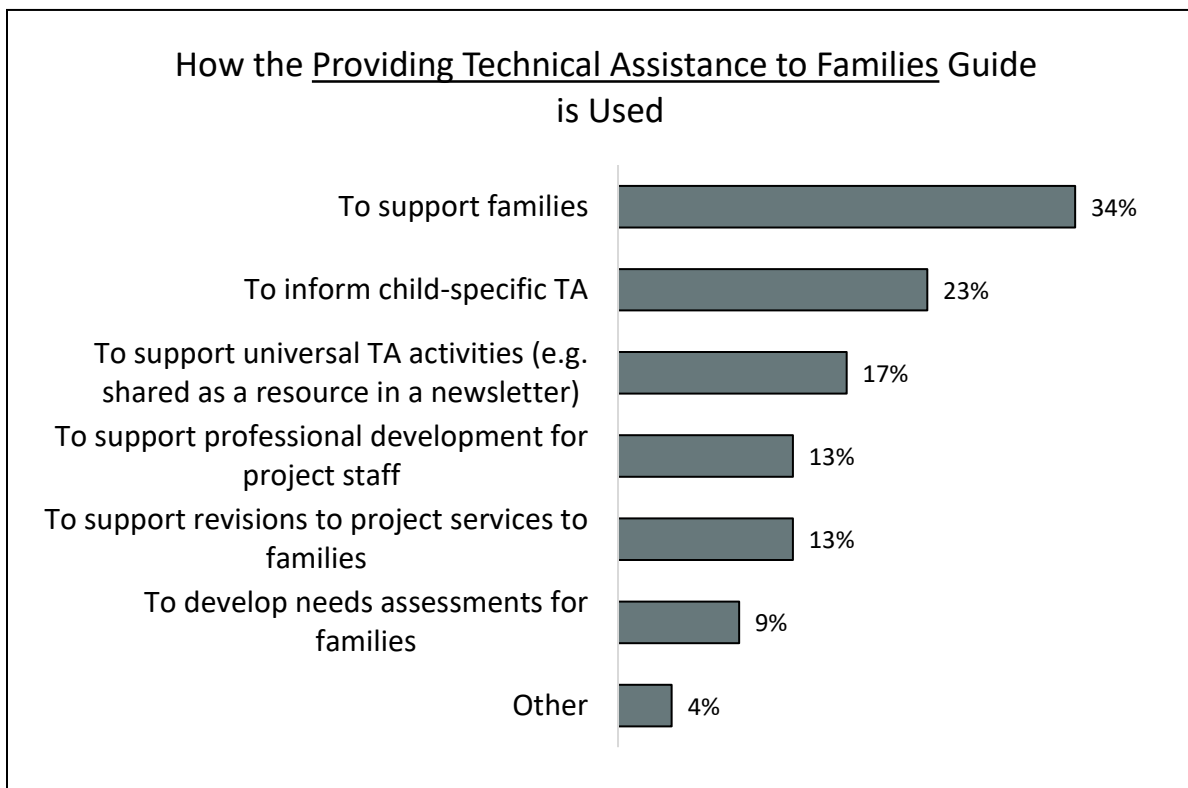 How the Providing Technical Assistance to Families Guide
is Used
To support families
34%
To inform child-specific TA
23%
To support universal TA activities (e.g.
shared as a resource in a newsletter)
17%
To support professional development for
project staff
13%
To support revisions to project services to
families
13%
To develop needs assessments for
families
9%
Other
4%